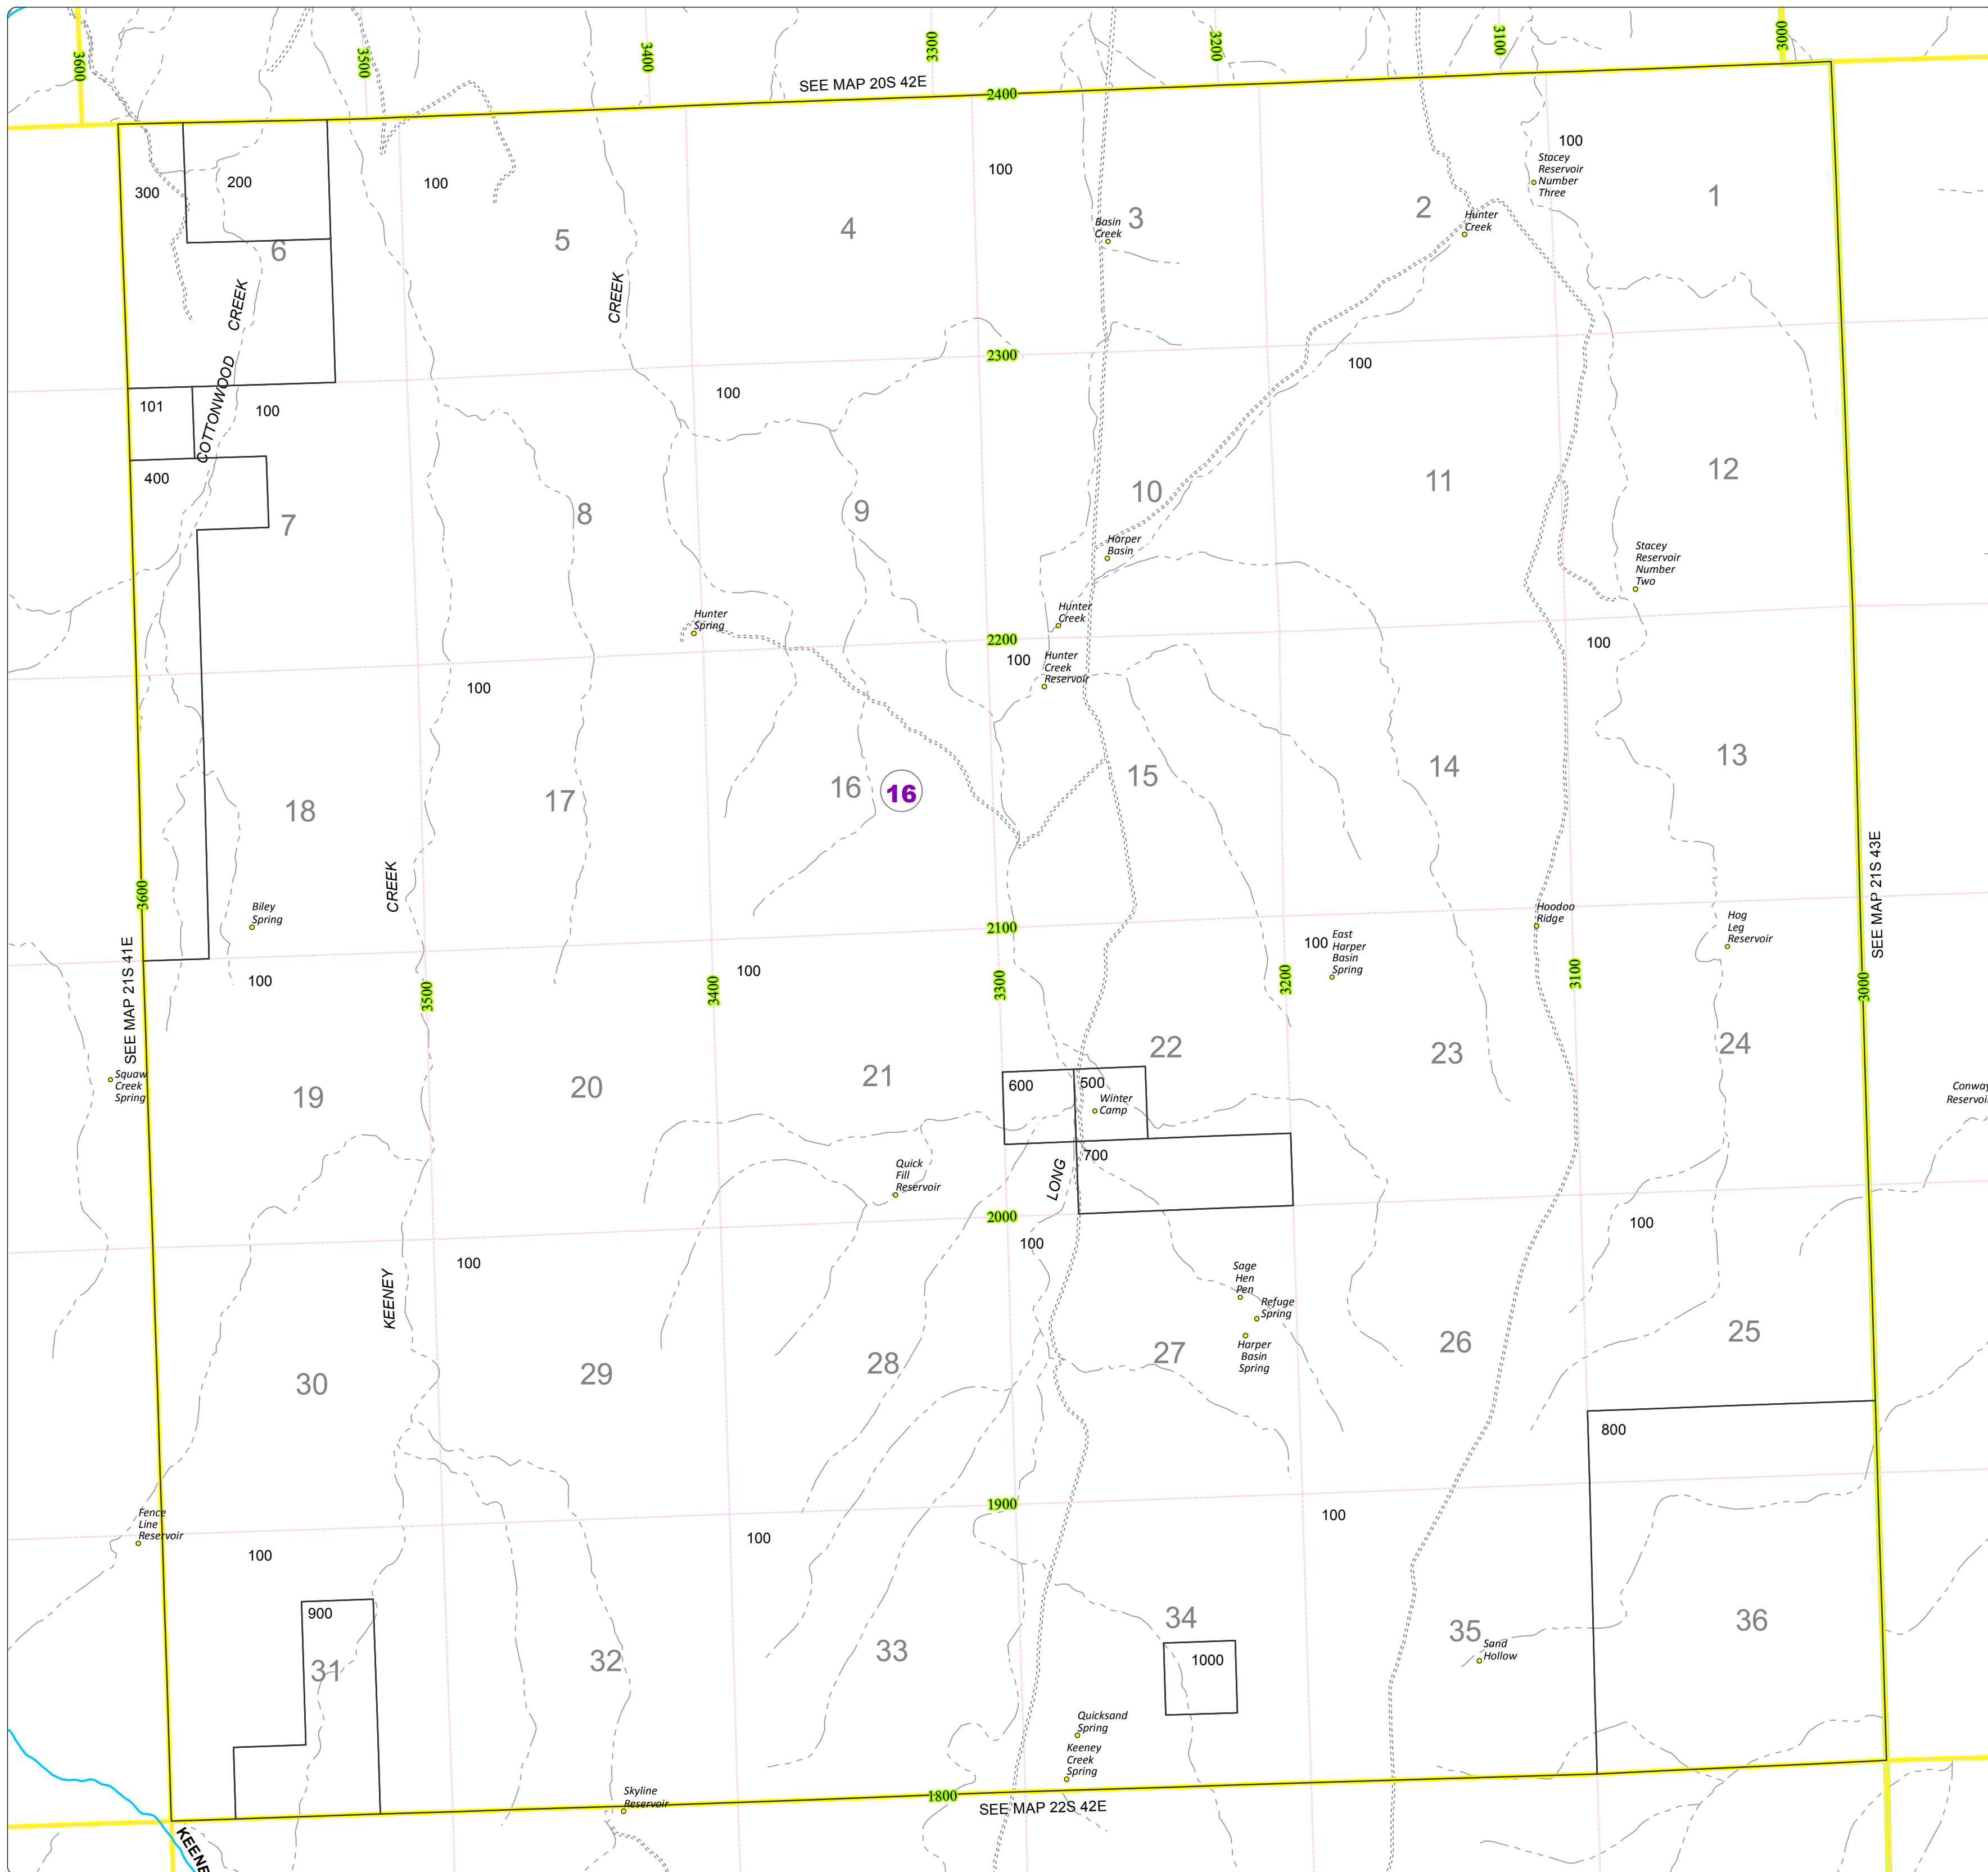 3600
3500
3400
3300
3200
3100
3000
SEE MAP 20S 42E
2400
300
200
100
100
100
Stacey
Reservoir
Number
Three
1
2
3
4
5
6
Basin
Creek
Hunter
Creek
CREEK
CREEK
COTTONWOOD
2300
101
100
100
100
400
7
8
9
10
11
12
Harper
Basin
Stacey
Reservoir
Number
Two
Hunter
Spring
Hunter
Creek
2200
100
Hunter
Creek
Reservoir
100
100
18
17
16
16
15
14
13
CREEK
3600
SEE MAP 21S 43E
Biley
Spring
2100
100
East
Harper
Basin
Spring
Hoodoo
Ridge
Hog
Leg
Reservoir
SEE MAP 21S 41E
100
100
3500
3400
3300
3200
3100
3000
Squaw
Creek
Spring
19
20
21
22
23
24
600
500
Winter
Camp
Conway
700
Quick
Fill
Reservoir
LONG
2000
100
100
100
KEENEY
Sage
Hen
Pen
Refuge
Spring
Harper
Basin
Spring
30
29
28
27
26
25
800
1900
Fence
Line
Reservoir
100
100
100
900
31
32
33
34
35
36
1000
Sand
Hollow
Quicksand
Spring
Keeney
Creek
Spring
Skyline
Reservoir
1800
SEE MAP 22S 42E